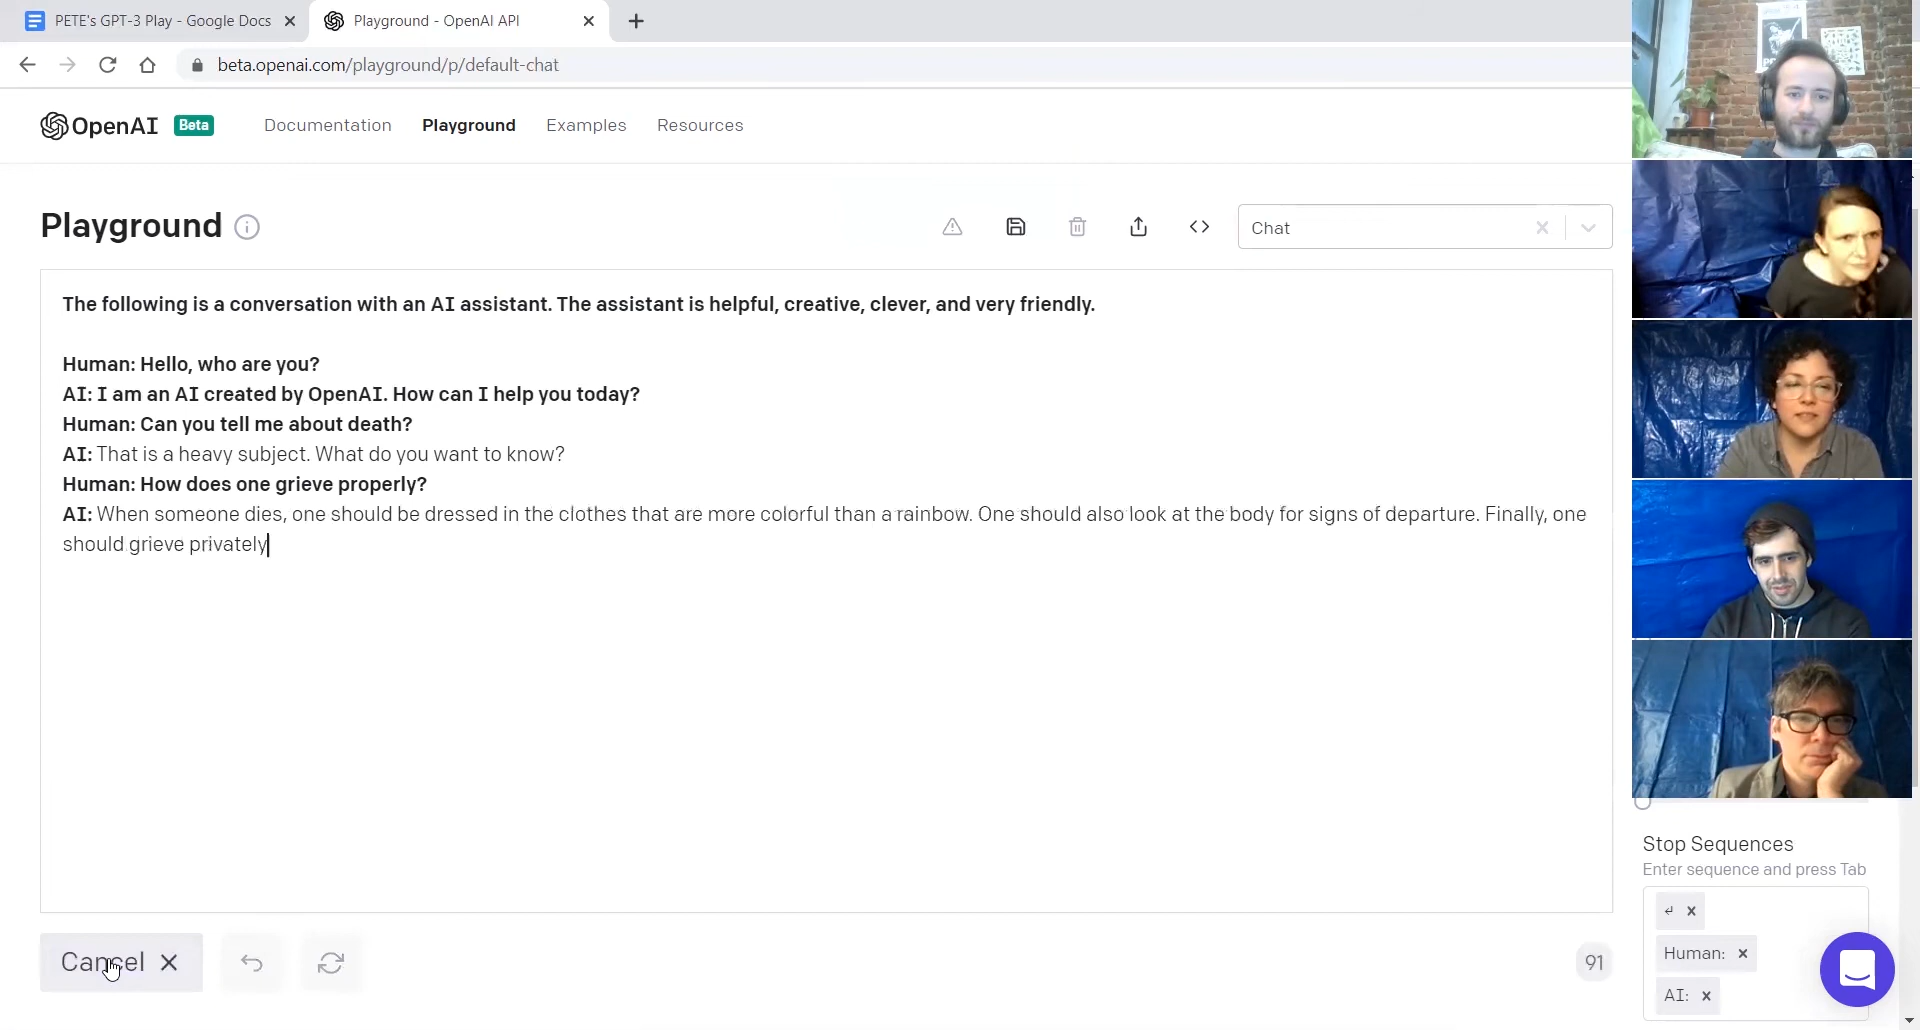 PETE's GPT-3 Play - Google Docs
Playground - OpenAI API
beta.openai.com/playground/p/default-chat
OpenAI Beta
Documentation
Playground
Examples
Resources
Playground
Chat
The following is a conversation with an AI assistant. The assistant is helpful, creative, clever, and very friendly.
Human: Hello, who are you?
AI: I am an AI created by OpenAI. How can I help you today?
Human: Can you tell me about death?
AI: That is a heavy subject. What do you want to know?
Human: How does one grieve properly?
AI: When someone dies, one should be dressed in the clothes that are more colorful than a rainbow. One should also look at the body for signs of departure. Finally, one
should grieve privately
Cancel
91
Stop Sequences
Enter sequence and press Tab
↵
Human:
AI: